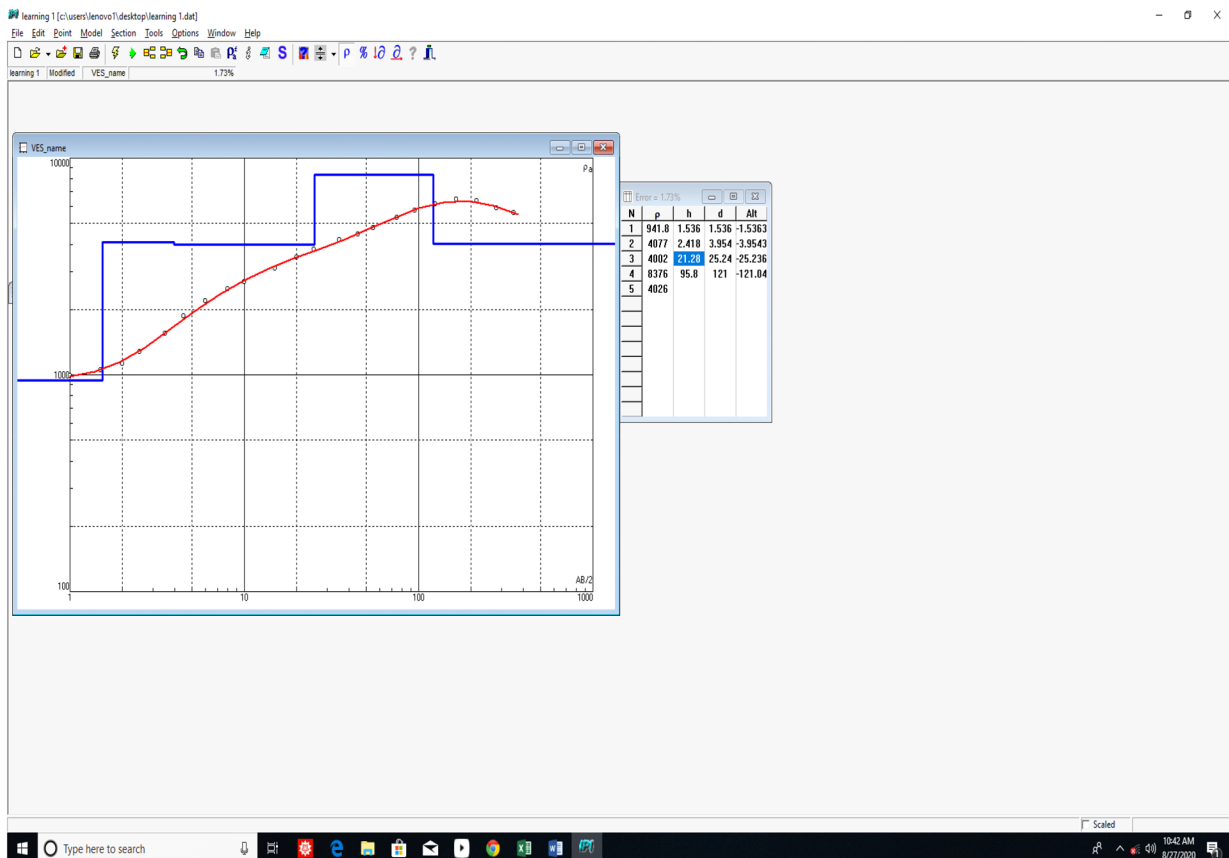 learning 1 [c:\users\lenovo1\desktop\learning 1.dat]
File Edit Point Model Section Tools Options Window Help
learning 1 Modified VES_name 1.73%
VES_name
10000
ρa
1000
100
AB/2
1 10 100 1000
Error = 1.73%
N ρ h d Alt
1 941.8 1.536 1.536 -1.5363
2 4077 2.418 3.954 -3.9543
3 4002 21.28 25.24 -25.236
4 8376 95.8 121 -121.04
5 4026
Scaled
Type here to search
10:42 AM
8/27/2020